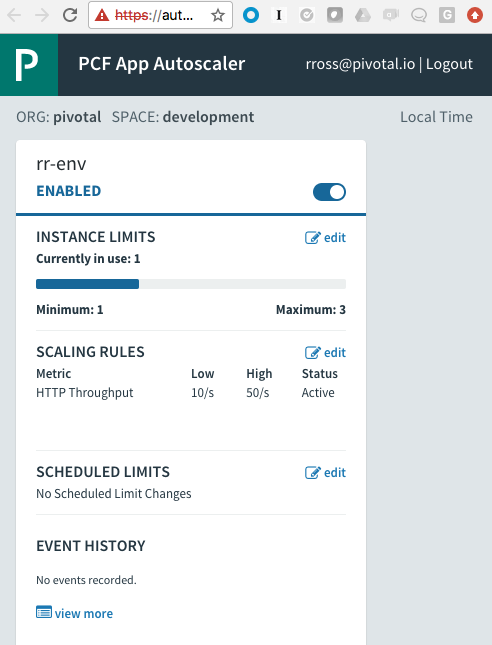 https://aut...
P
PCF App Autoscaler
rross@pivotal.io | Logout
ORG: pivotal SPACE: development
Local Time
rr-env
ENABLED
INSTANCE LIMITS
edit
Currently in use: 1
Minimum: 1
Maximum: 3
SCALING RULES
edit
Metric Low High Status
HTTP Throughput 10/s 50/s Active
SCHEDULED LIMITS
edit
No Scheduled Limit Changes
EVENT HISTORY
No events recorded.
view more